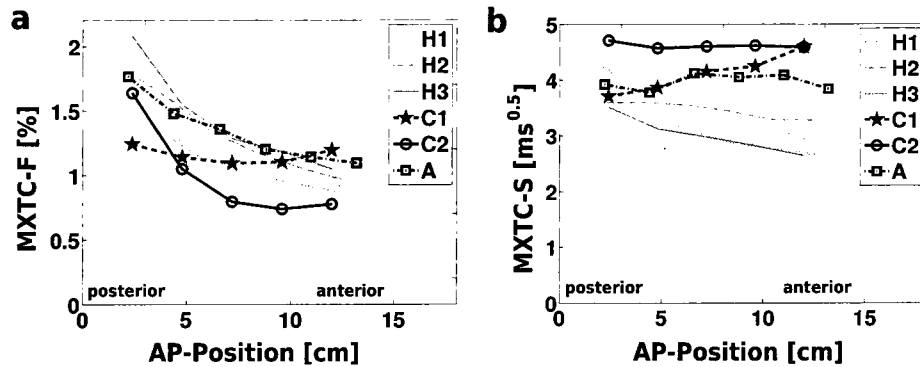 a
MXTC-F [%]
2
1.5
1
0.5
0
H1
H2
H3
C1
C2
A
posterior
anterior
0 5 10 15
AP-Position [cm]
b
MXTC-S [ms^0.5]
5
4
3
2
1
0
H1
H2
H3
C1
C2
A
posterior
anterior
0 5 10 15
AP-Position [cm]